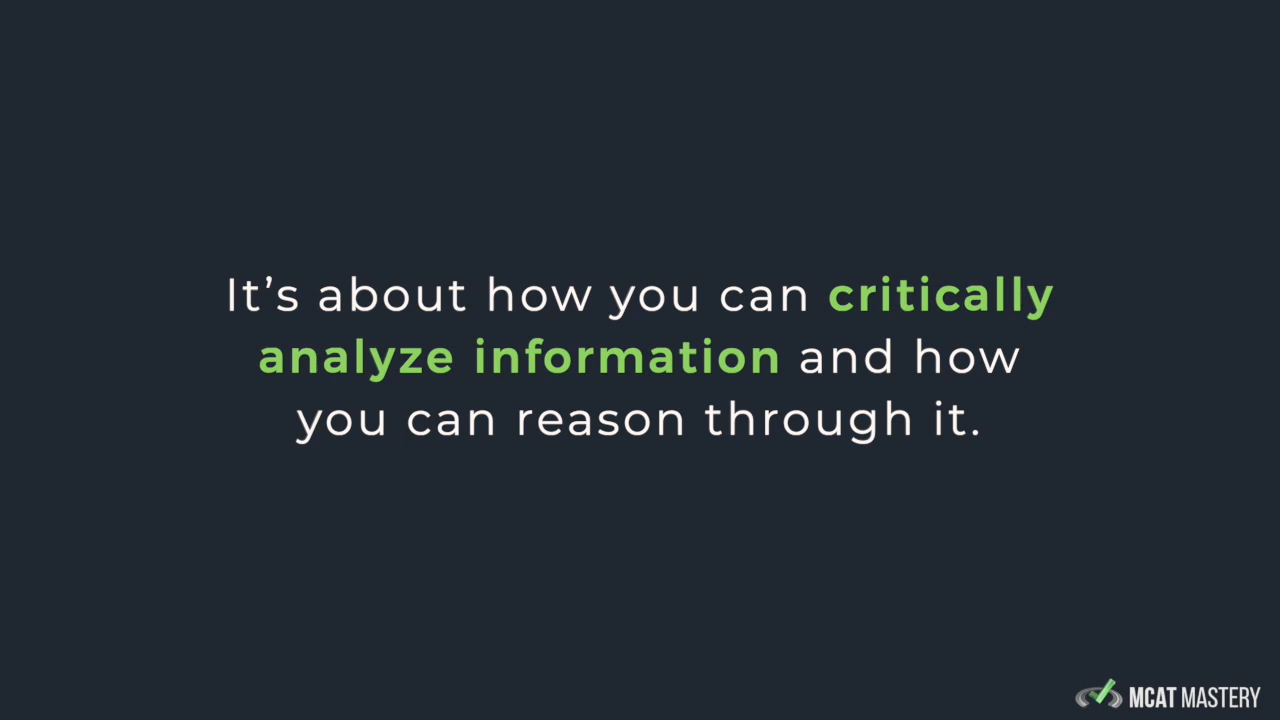 It’s about how you can critically
analyze information and how
you can reason through it.
MCAT MASTERY